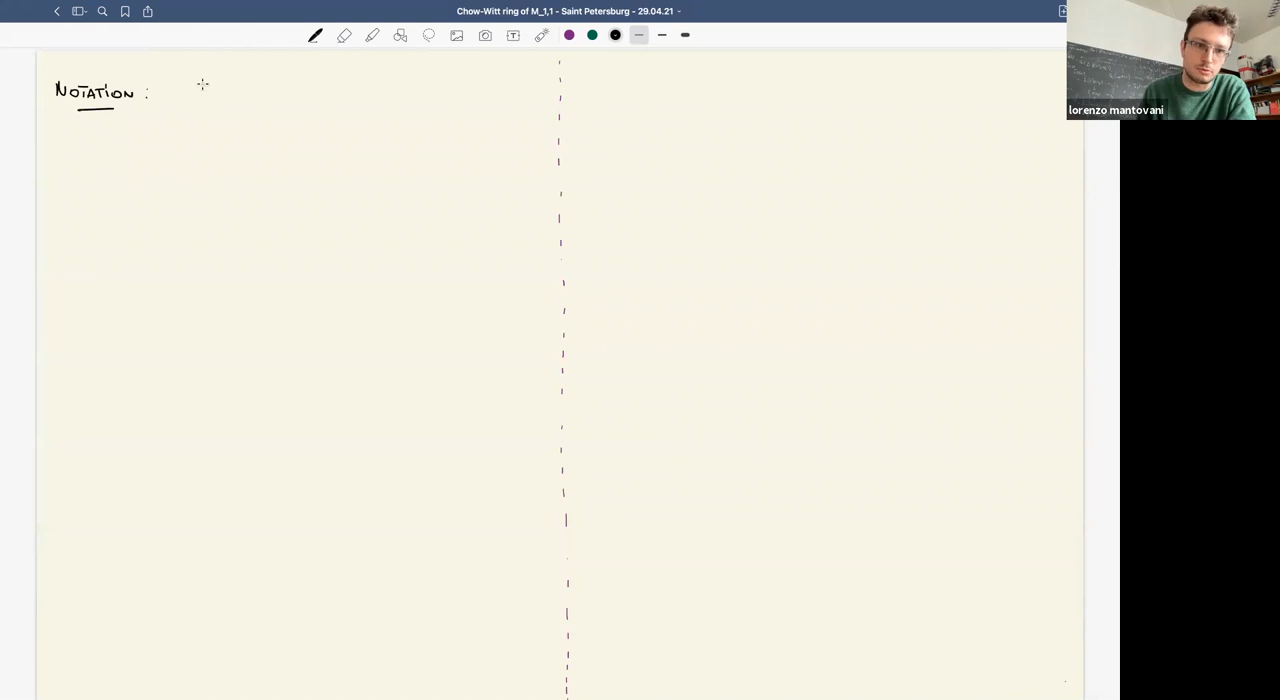 Chow-Witt ring of M_1,1 - Saint Petersburg - 29.04.21
NOTATION :
lorenzo mantovani